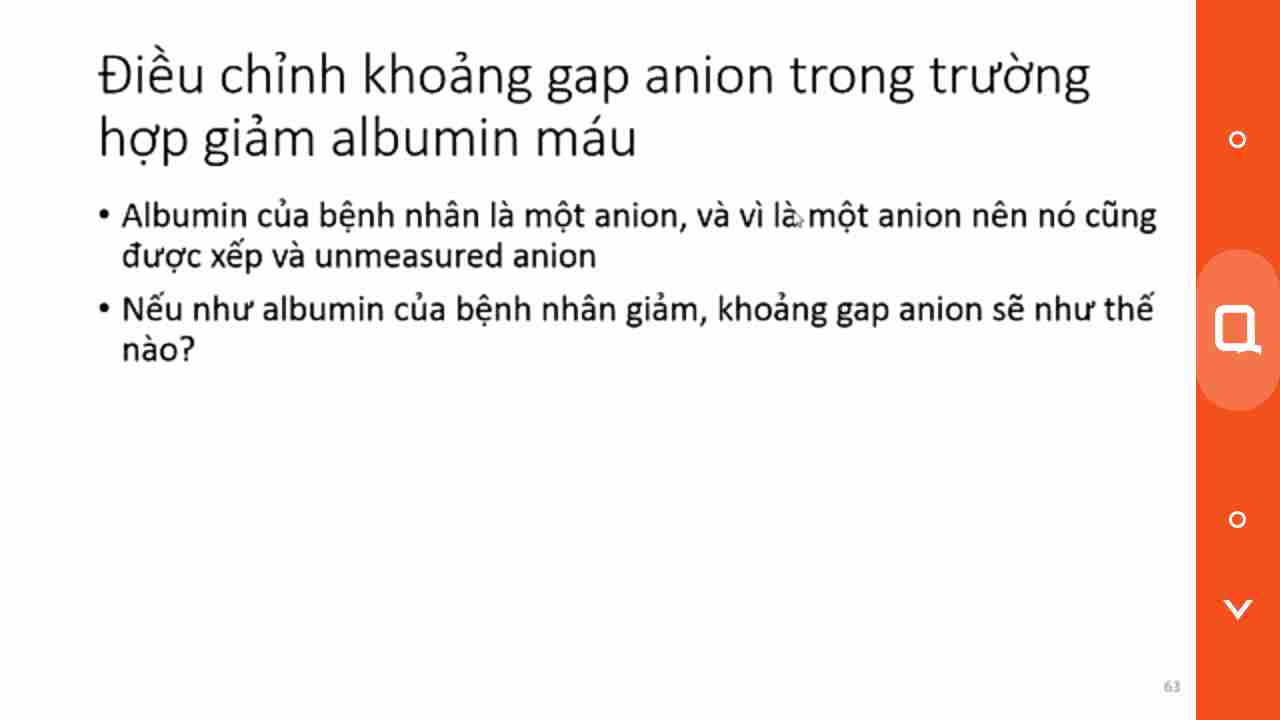 Điều chỉnh khoảng gap anion trong trường
hợp giảm albumin máu
• Albumin của bệnh nhân là một anion, và vì là một anion nên nó cũng
được xếp và unmeasured anion
• Nếu như albumin của bệnh nhân giảm, khoảng gap anion sẽ như thế
nào?
63